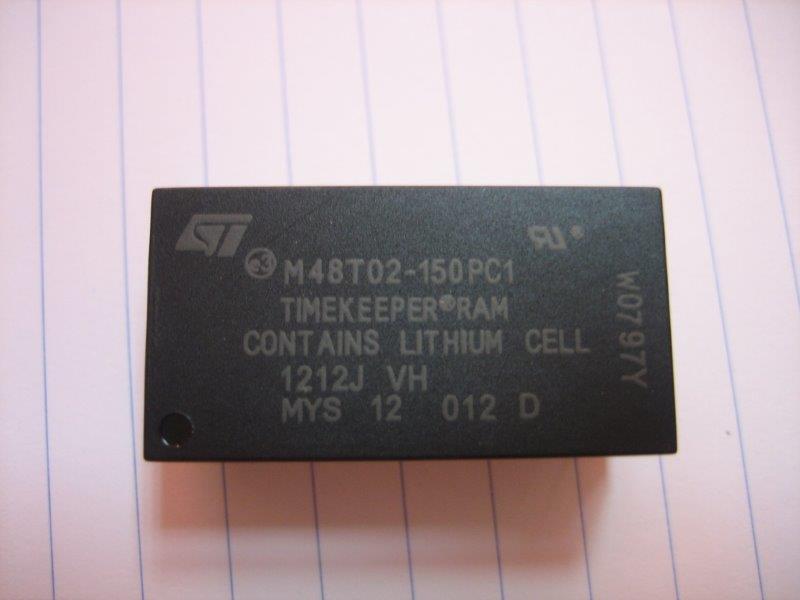 ST
e3 M48T02-150PC1
TIMEKEEPER®RAM
CONTAINS LITHIUM CELL
1212J VH
MYS 12 012 D
W0797Y